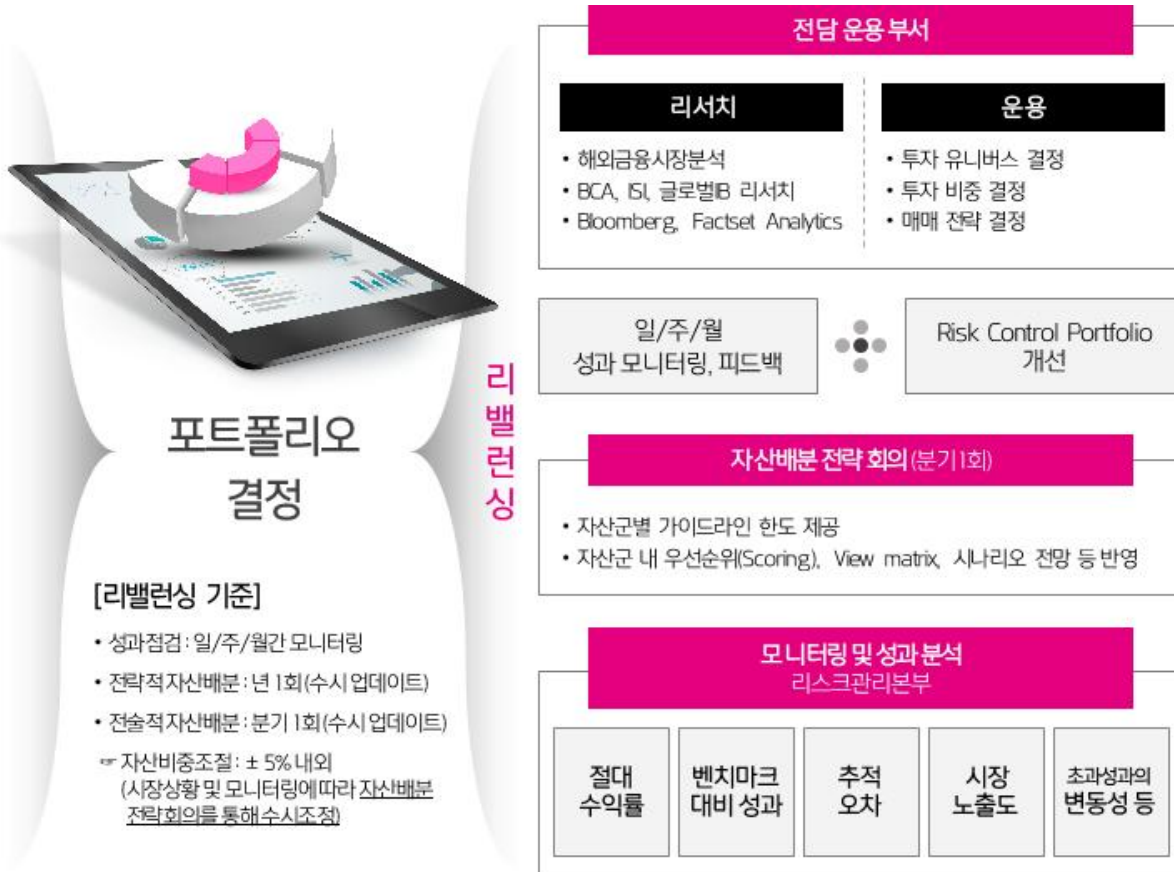 포트폴리오
결정
[리밸런싱 기준]
• 성과점검 : 일/주/월간 모니터링
• 전략적자산배분 : 년 1회(수시 업데이트)
• 전술적자산배분 : 분기 1회(수시 업데이트)
☞ 자산비중조절 : ± 5% 내외
(시장상황 및 모니터링에 따라 자산배분
전략회의를 통해 수시조정)
리밸런싱
전담 운용 부서
리서치
• 해외금융시장분석
• BCA, ISI, 글로벌IB 리서치
• Bloomberg, Factset Analytics
운용
• 투자 유니버스 결정
• 투자 비중 결정
• 매매 전략 결정
일/주/월
성과 모니터링, 피드백
Risk Control Portfolio
개선
자산배분 전략 회의(분기1회)
• 자산군별 가이드라인 한도 제공
• 자산군 내 우선순위(Scoring), View matrix, 시나리오 전망 등 반영
모니터링 및 성과 분석
리스크관리본부
절대
수익률
벤치마크
대비 성과
추적
오차
시장
노출도
초과성과의
변동성 등